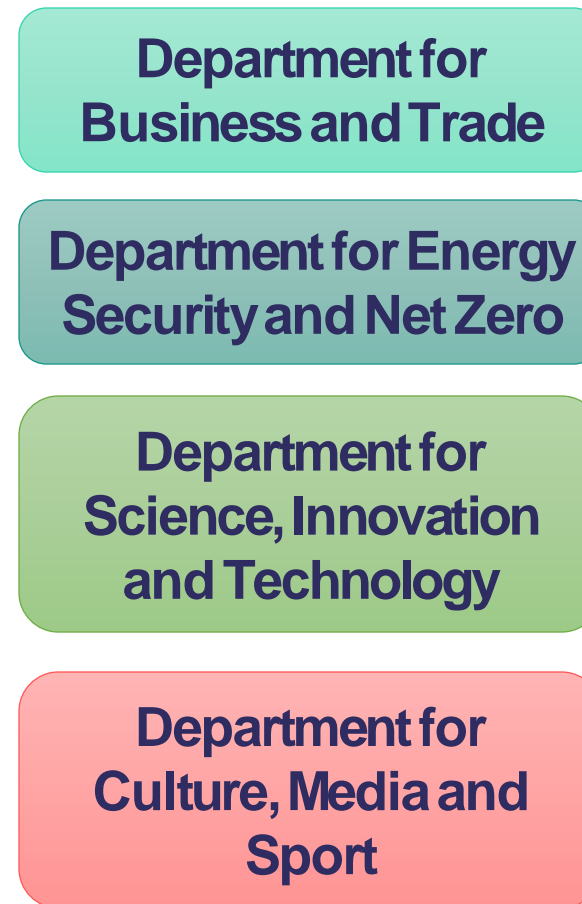 Department for
Business and Trade
Department for Energy
Security and Net Zero
Department for
Science, Innovation
and Technology
Department for
Culture, Media and
Sport